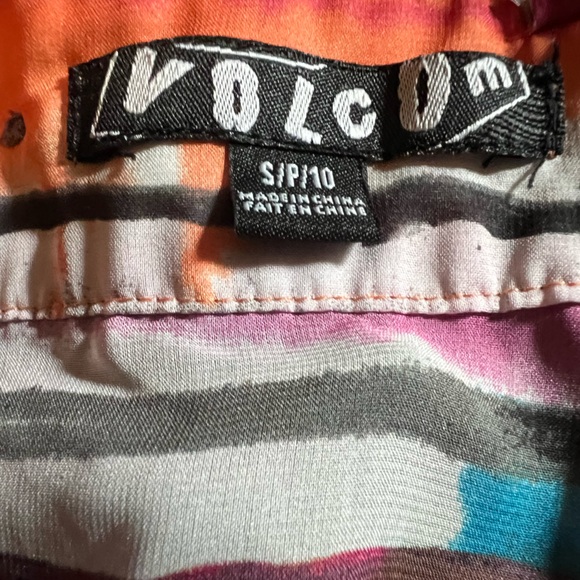 VOLCOm
S/P/10
MADE IN CHINA
FAIT EN CHINE